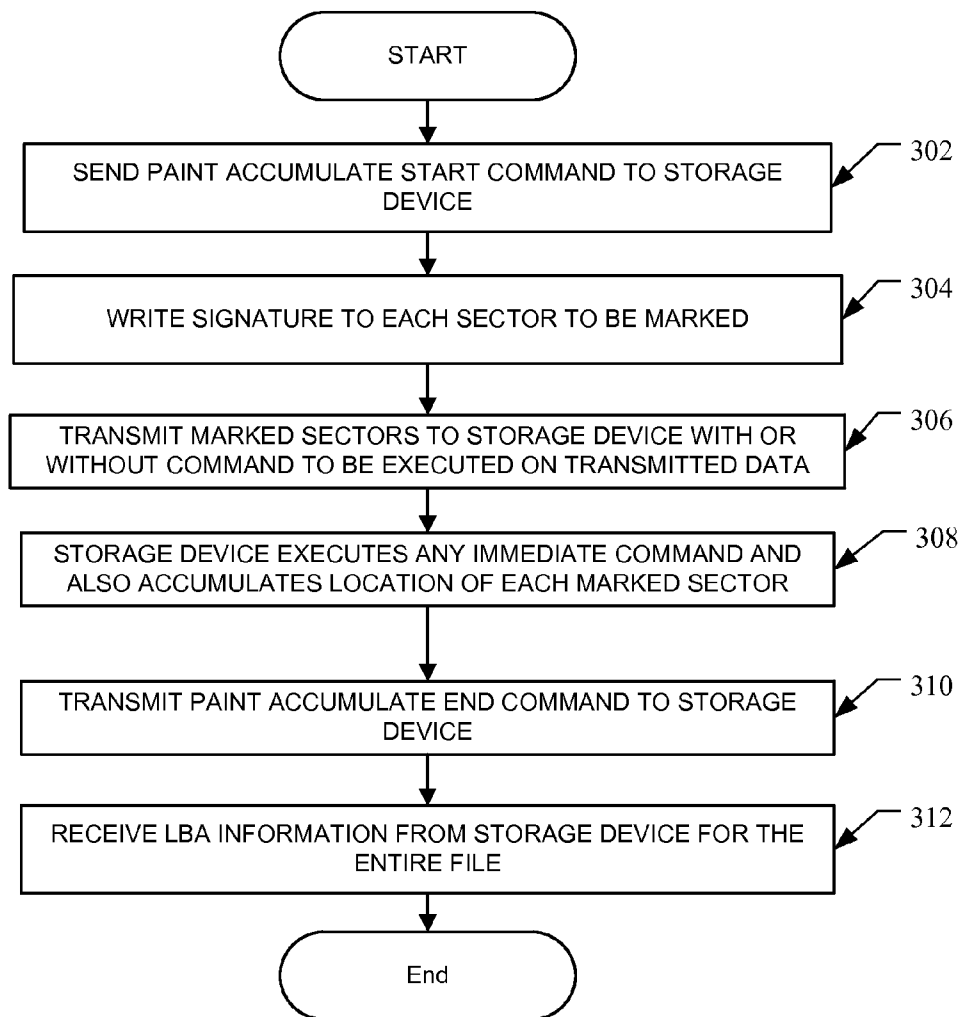 START
SEND PAINT ACCUMULATE START COMMAND TO STORAGE
DEVICE
302
WRITE SIGNATURE TO EACH SECTOR TO BE MARKED
304
TRANSMIT MARKED SECTORS TO STORAGE DEVICE WITH OR
WITHOUT COMMAND TO BE EXECUTED ON TRANSMITTED DATA
306
STORAGE DEVICE EXECUTES ANY IMMEDIATE COMMAND AND
ALSO ACCUMULATES LOCATION OF EACH MARKED SECTOR
308
TRANSMIT PAINT ACCUMULATE END COMMAND TO STORAGE
DEVICE
310
RECEIVE LBA INFORMATION FROM STORAGE DEVICE FOR THE
ENTIRE FILE
312
End